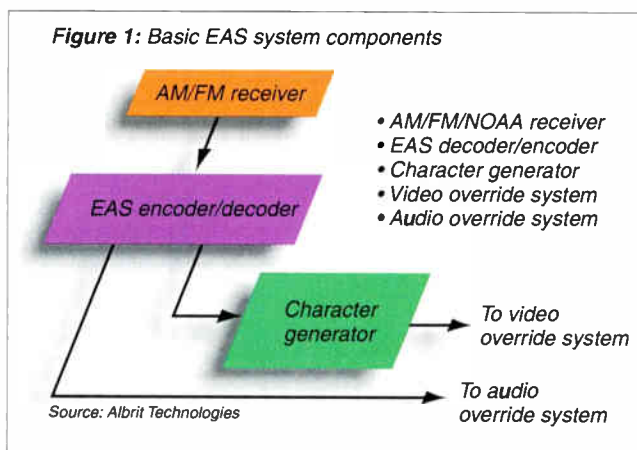 Figure 1: Basic EAS system components
AM/FM receiver
• AM/FM/NOAA receiver
• EAS decoder/encoder
• Character generator
• Video override system
• Audio override system
EAS encoder/decoder
Character
generator
To video
override system
To audio
override system
Source: Albrit Technologies